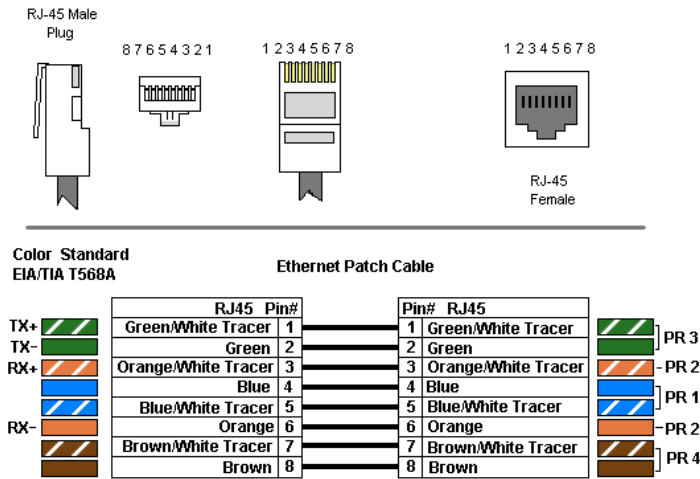 RJ-45 Male
Plug
8 7 6 5 4 3 2 1
1 2 3 4 5 6 7 8
1 2 3 4 5 6 7 8
RJ-45
Female
Color Standard
EIA/TIA T568A
Ethernet Patch Cable
RJ45 Pin#
Pin# RJ45
TX+ Green/White Tracer 1 1 Green/White Tracer
TX- Green 2 2 Green PR 3
RX+ Orange/White Tracer 3 3 Orange/White Tracer PR 2
Blue 4 4 Blue
Blue/White Tracer 5 5 Blue/White Tracer PR 1
RX- Orange 6 6 Orange PR 2
Brown/White Tracer 7 7 Brown/White Tracer
Brown 8 8 Brown PR 4